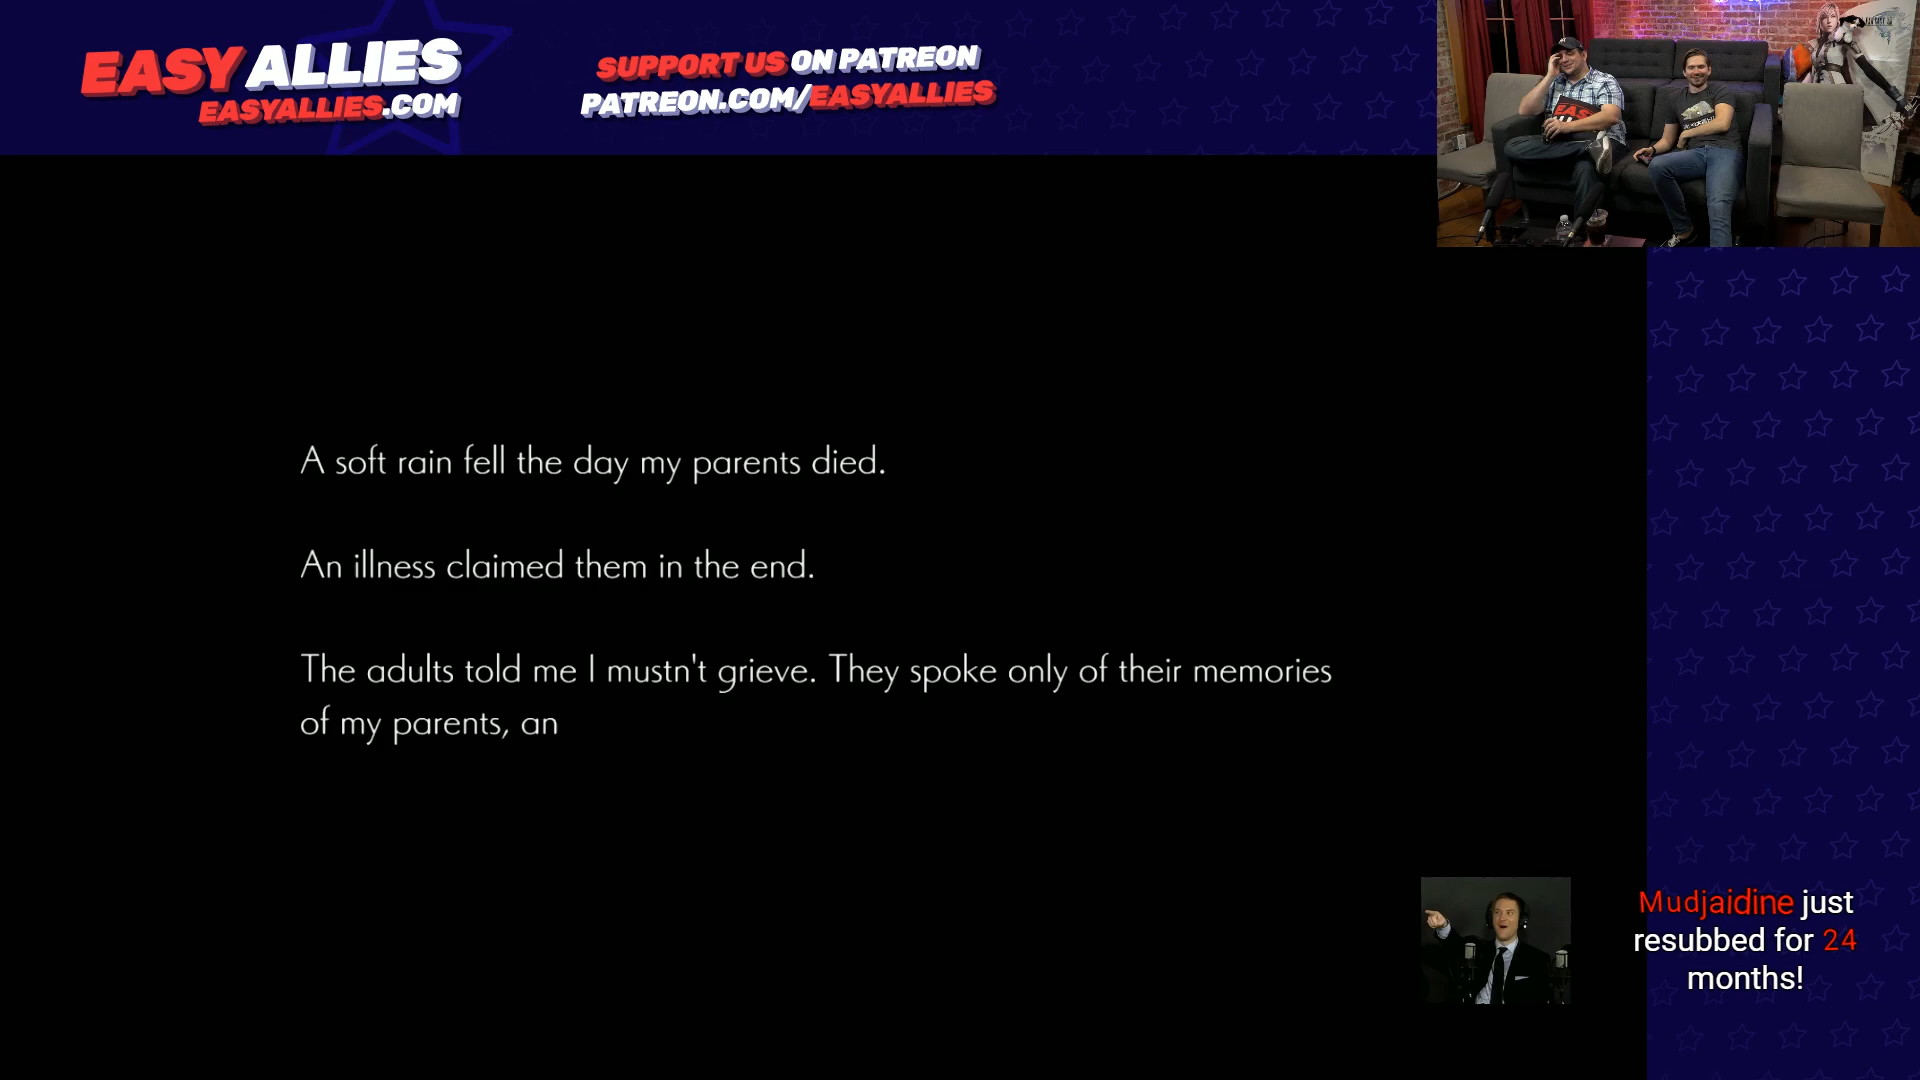 EASY ALLIES
EASYALLIES.COM
SUPPORT US ON PATREON
PATREON.COM/EASYALLIES
A soft rain fell the day my parents died.
An illness claimed them in the end.
The adults told me I mustn't grieve. They spoke only of their memories
of my parents, an
Mudjaidine just
resubbed for 24
months!